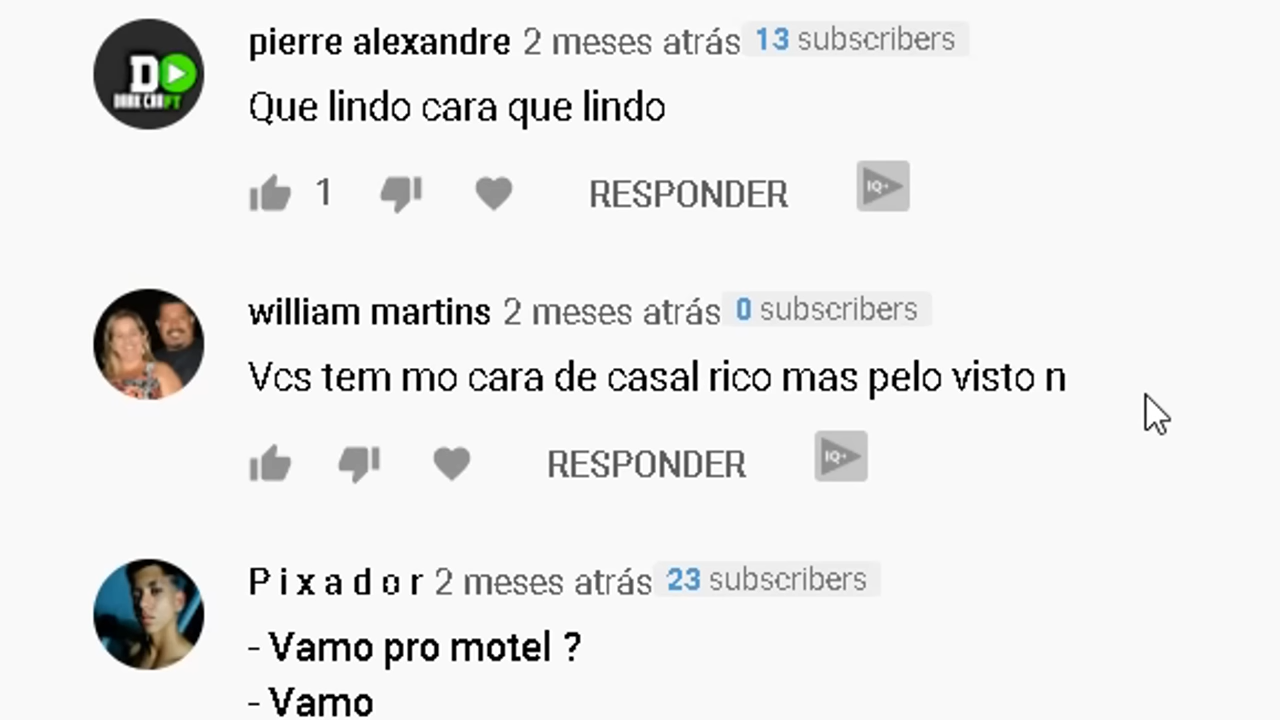 pierre alexandre 2 meses atrás 13 subscribers
Que lindo cara que lindo
1 RESPONDER IQ+
william martins 2 meses atrás 0 subscribers
Vcs tem mo cara de casal rico mas pelo visto n
RESPONDER IQ+
P i x a d o r 2 meses atrás 23 subscribers
- Vamo pro motel ?
- Vamo